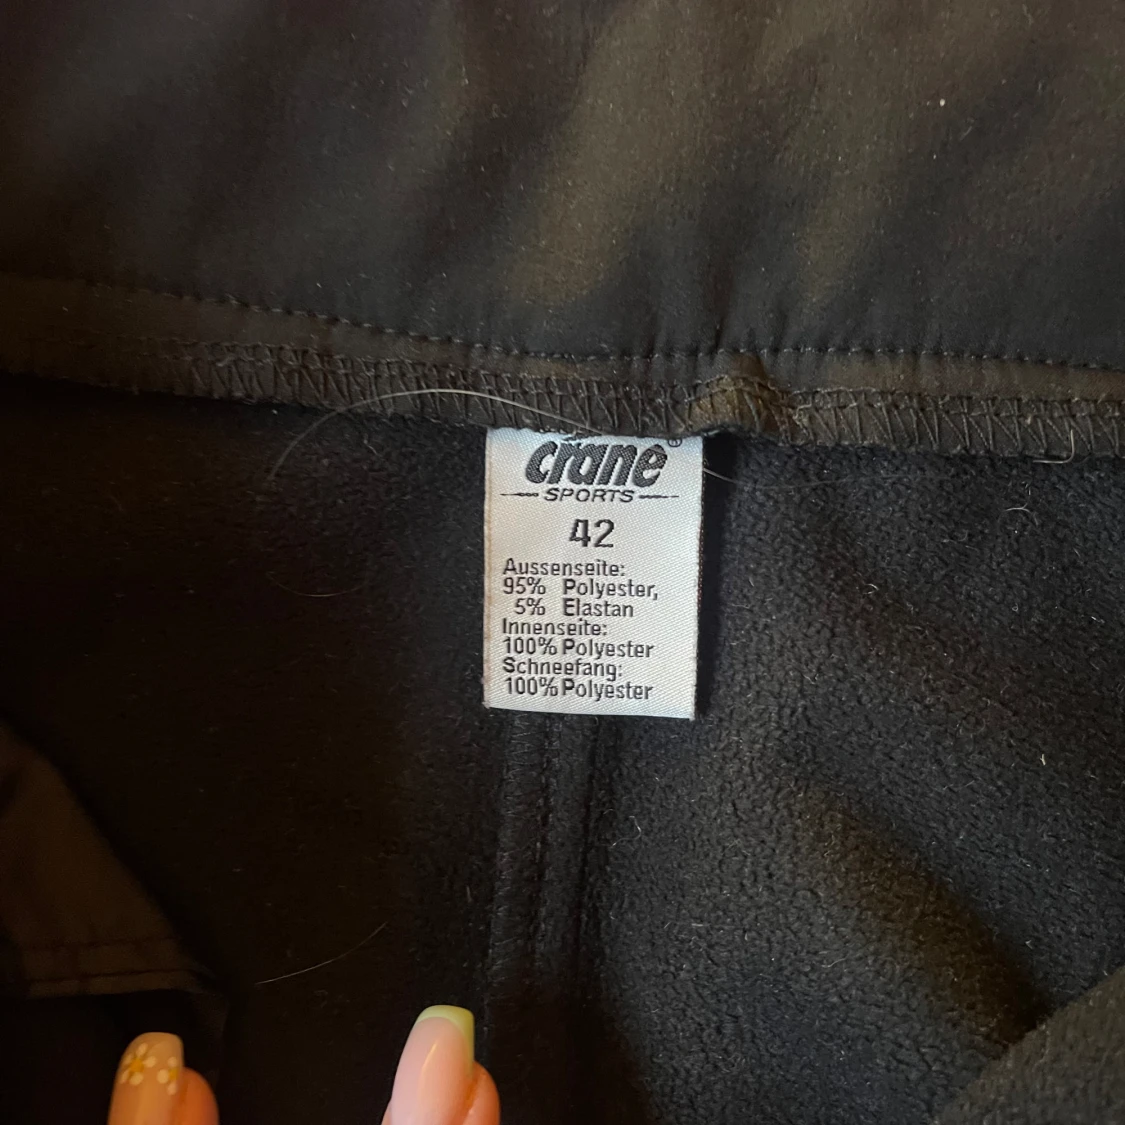 crane®
SPORTS
42
Aussenseite:
95% Polyester,
5% Elastan
Innenseite:
100% Polyester
Schneefang:
100% Polyester